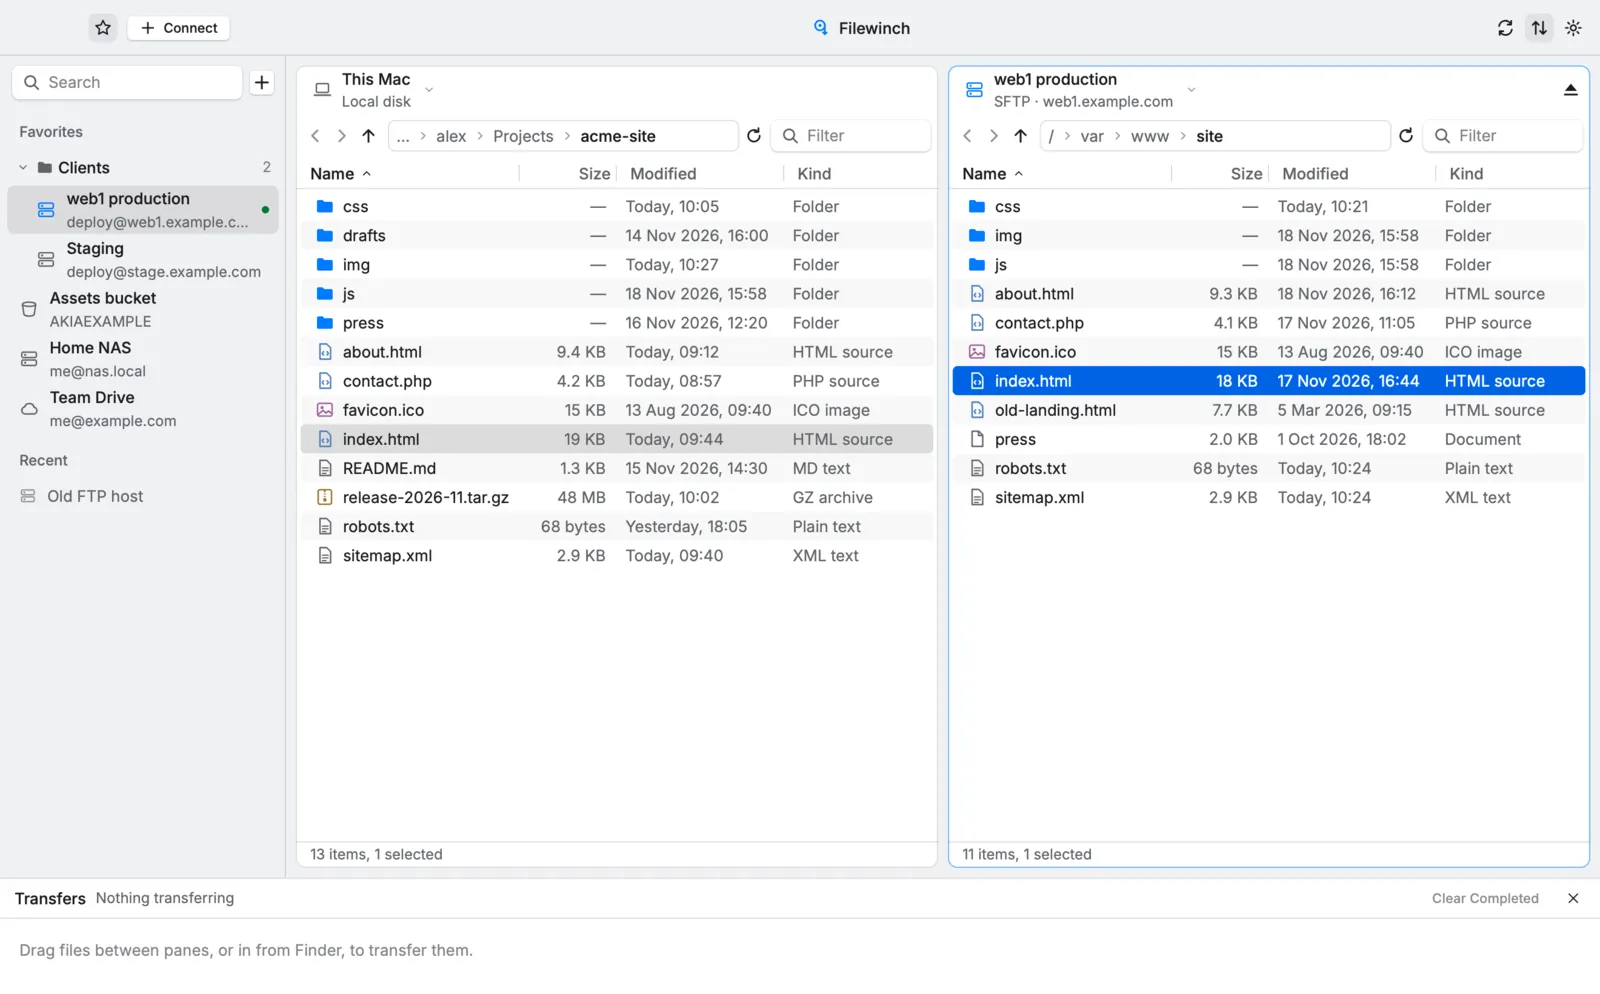 Connect
Filewinch
Search
Favorites
Clients 2
web1 production
deploy@web1.example.c...
Staging
deploy@stage.example.com
Assets bucket
AKIAEXAMPLE
Home NAS
me@nas.local
Team Drive
me@example.com
Recent
Old FTP host
This Mac
Local disk
... › alex › Projects › acme-site
Filter
Name Size Modified Kind
css — Today, 10:05 Folder
drafts — 14 Nov 2026, 16:00 Folder
img — Today, 10:27 Folder
js — 18 Nov 2026, 15:58 Folder
press — 16 Nov 2026, 12:20 Folder
about.html 9.4 KB Today, 09:12 HTML source
contact.php 4.2 KB Today, 08:57 PHP source
favicon.ico 15 KB 13 Aug 2026, 09:40 ICO image
index.html 19 KB Today, 09:44 HTML source
README.md 1.3 KB 15 Nov 2026, 14:30 MD text
release-2026-11.tar.gz 48 MB Today, 10:02 GZ archive
robots.txt 68 bytes Yesterday, 18:05 Plain text
sitemap.xml 2.9 KB Today, 09:40 XML text
13 items, 1 selected
web1 production
SFTP · web1.example.com
/ › var › www › site
Filter
Name Size Modified Kind
css — Today, 10:21 Folder
img — 18 Nov 2026, 15:58 Folder
js — 18 Nov 2026, 15:58 Folder
about.html 9.3 KB 18 Nov 2026, 16:12 HTML source
contact.php 4.1 KB 17 Nov 2026, 11:05 PHP source
favicon.ico 15 KB 13 Aug 2026, 09:40 ICO image
index.html 18 KB 17 Nov 2026, 16:44 HTML source
old-landing.html 7.7 KB 5 Mar 2026, 09:15 HTML source
press 2.0 KB 1 Oct 2026, 18:02 Document
robots.txt 68 bytes Today, 10:24 Plain text
sitemap.xml 2.9 KB Today, 10:24 XML text
11 items, 1 selected
Transfers Nothing transferring
Clear Completed
Drag files between panes, or in from Finder, to transfer them.